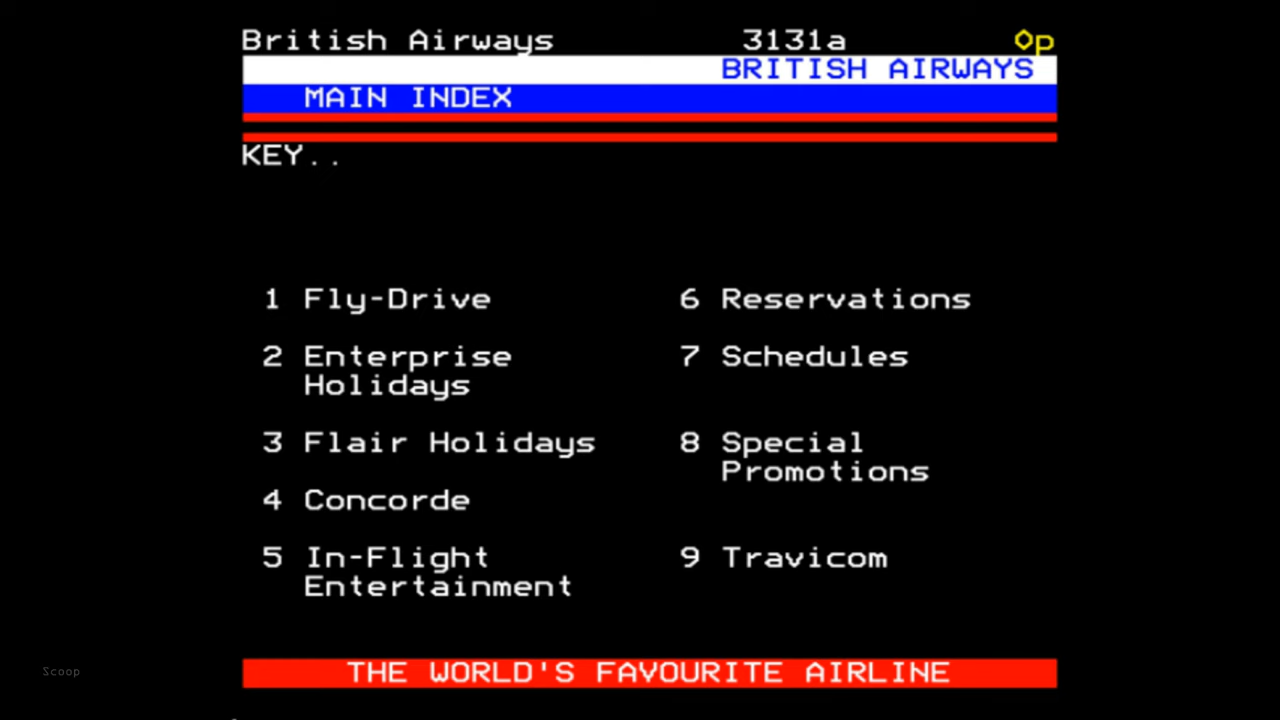 British Airways 3131a 0p
BRITISH AIRWAYS
MAIN INDEX
KEY..
1 Fly-Drive
2 Enterprise
Holidays
3 Flair Holidays
4 Concorde
5 In-Flight
Entertainment
6 Reservations
7 Schedules
8 Special
Promotions
9 Travicom
THE WORLD'S FAVOURITE AIRLINE
Scoop